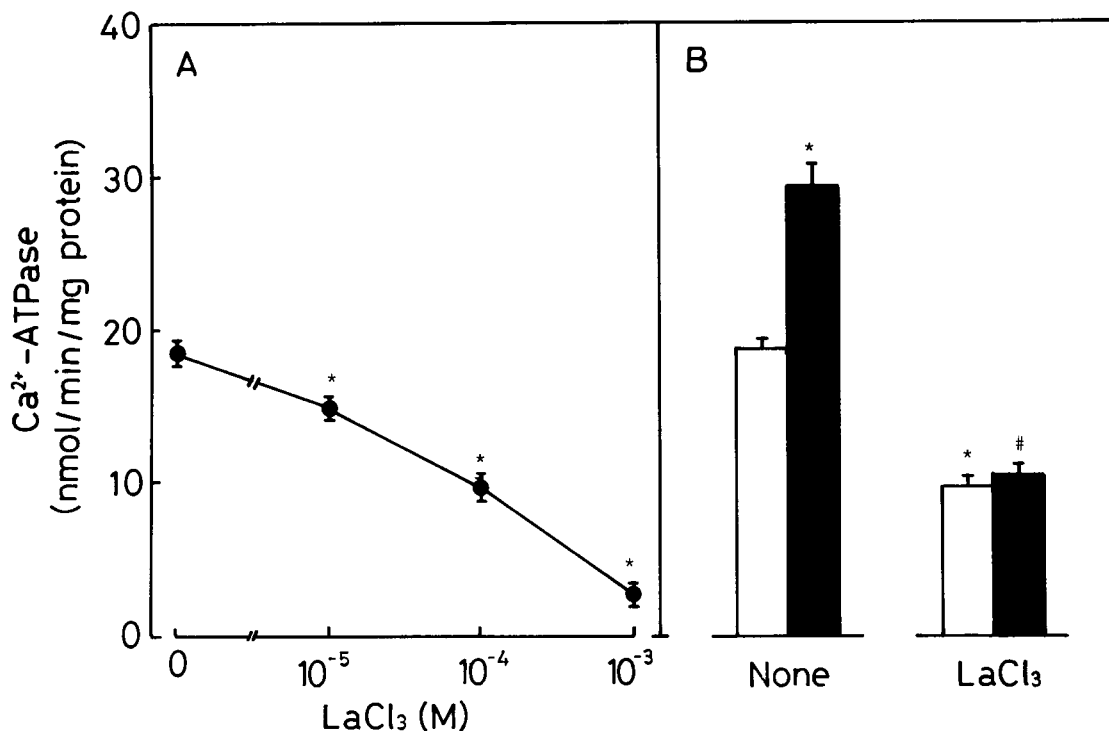 A
B
Ca²⁺-ATPase
(nmol/min/mg protein)
40
30
20
10
0
*
*
*
*
*
#
0
10⁻⁵
10⁻⁴
10⁻³
LaCl₃ (M)
None
LaCl₃